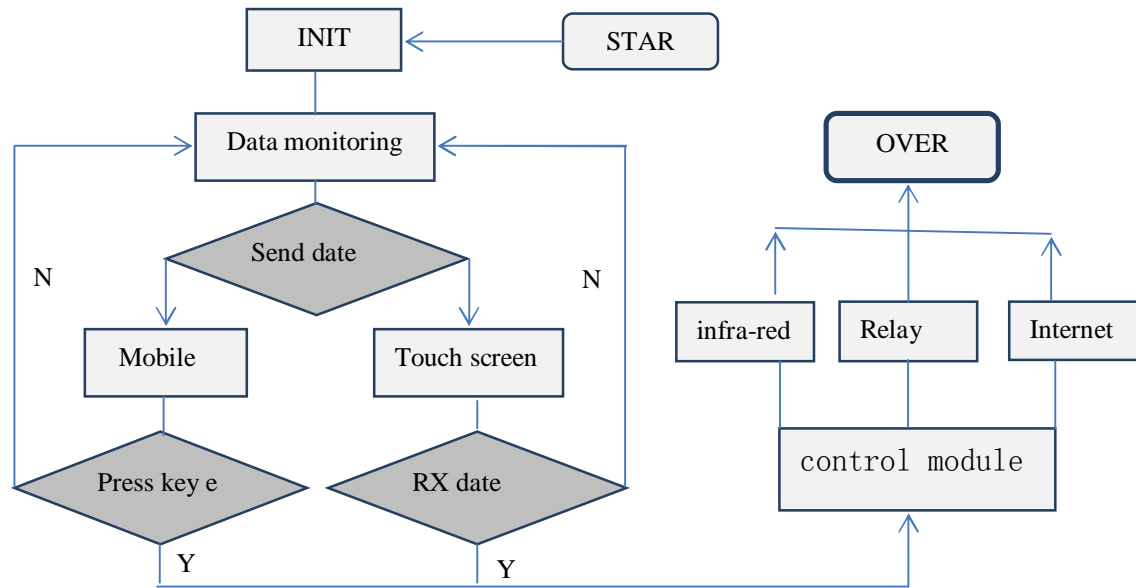 INIT
STAR
Data monitoring
OVER
Send date
N
N
infra-red
Relay
Internet
Mobile
Touch screen
control module
Press key e
RX date
Y
Y